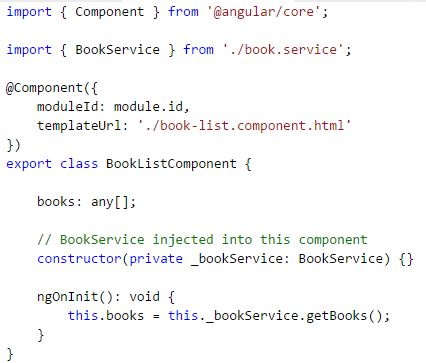 import { Component } from '@angular/core';
import { BookService } from './book.service';
@Component({
    moduleId: module.id,
    templateUrl: './book-list.component.html'
})
export class BookListComponent {
    books: any[];
    // BookService injected into this component
    constructor(private _bookService: BookService) {}
    ngOnInit(): void {
        this.books = this._bookService.getBooks();
    }
}